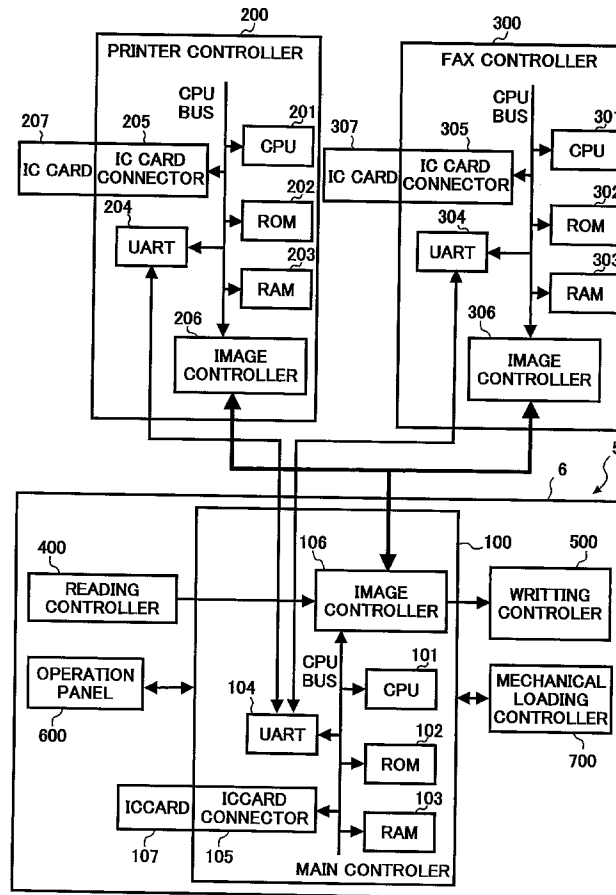 200
PRINTER CONTROLLER
CPU
BUS
207
205
201
CPU
IC CARD
IC CARD
CONNECTOR
202
ROM
204
UART
203
RAM
206
IMAGE
CONTROLLER
300
FAX CONTROLLER
CPU
BUS
307
305
301
CPU
IC CARD
IC CARD
CONNECTOR
302
ROM
304
UART
303
RAM
306
IMAGE
CONTROLLER
5
6
400
READING
CONTROLLER
106
IMAGE
CONTROLLER
100
500
WRITTING
CONTROLER
OPERATION
PANEL
600
CPU
BUS
101
CPU
MECHANICAL
LOADING
CONTROLLER
700
104
UART
102
ROM
ICCARD
ICCARD
CONNECTOR
103
RAM
107
105
MAIN CONTROLER